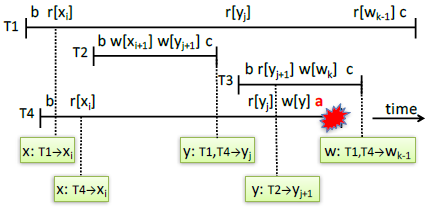 b r[xᵢ] r[yⱼ] r[wₖ₋₁] c
T1
b w[xᵢ₊₁] w[yⱼ₊₁] c
T2
T3
b r[yⱼ₊₁] w[wₖ] c
b r[xᵢ] r[yⱼ] w[y] a
T4
time
x: T1→xᵢ
y: T1,T4→yⱼ
w: T1,T4→wₖ₋₁
x: T4→xᵢ
y: T2→yⱼ₊₁